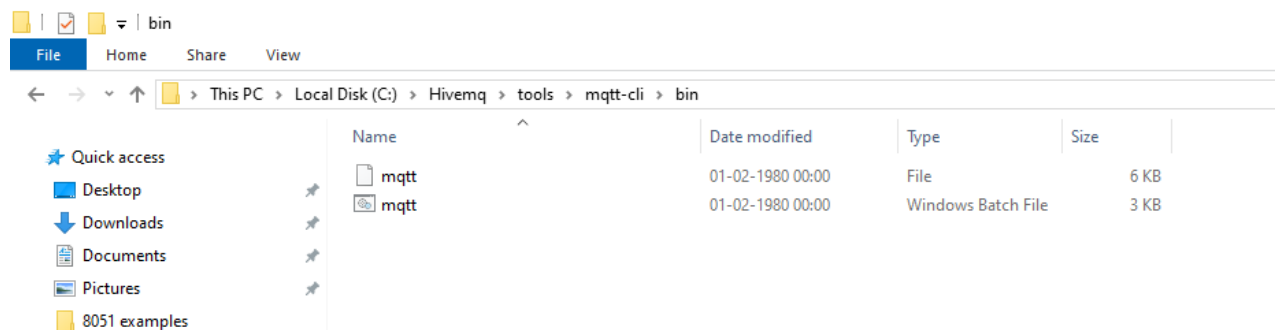 bin
File Home Share View
This PC > Local Disk (C:) > Hivemq > tools > mqtt-cli > bin
Name Date modified Type Size
Quick access
Desktop
Downloads
Documents
Pictures
8051 examples
mqtt 01-02-1980 00:00 File 6 KB
mqtt 01-02-1980 00:00 Windows Batch File 3 KB